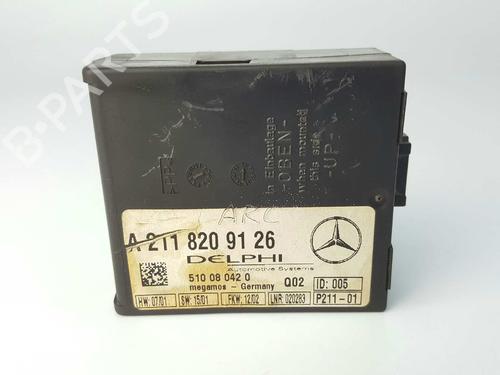 B-PARTS
in Einbaulage
-OBEN-
when mounted
this side
-UP-
ARC
A 211 820 91 26
DELPHI
Automotive Systems
510 08 042 0
megamos - Germany
Q02
ID: 005
HW: 07/01
SW: 15/01
FKW: 12/02
LNR: 020283
P211-01